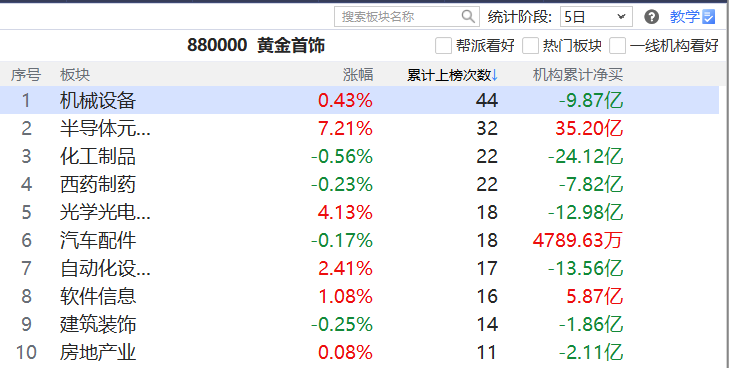 搜索板块名称 统计阶段: 5日 ? 教学
880000 黄金首饰 帮派看好 热门板块 一线机构看好
序号 板块 涨幅 累计上榜次数↓ 机构累计净买
1 机械设备 0.43% 44 -9.87亿
2 半导体元... 7.21% 32 35.20亿
3 化工制品 -0.56% 22 -24.12亿
4 西药制药 -0.23% 22 -7.82亿
5 光学光电... 4.13% 18 -12.98亿
6 汽车配件 -0.17% 18 4789.63万
7 自动化设... 2.41% 17 -13.56亿
8 软件信息 1.08% 16 5.87亿
9 建筑装饰 -0.25% 14 -1.86亿
10 房地产业 0.08% 11 -2.11亿